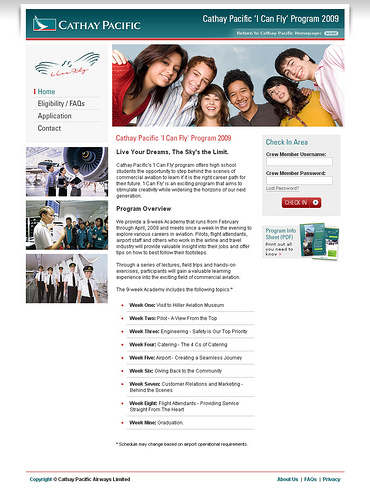 CATHAY PACIFIC
Cathay Pacific 'I Can Fly' Program 2009
Return to Cathay Pacific Homepage:
I Can Fly
Home
Eligibility / FAQs
Application
Contact
Cathay Pacific 'I Can Fly' Program 2009
Live Your Dreams, The Sky's the Limit.
Cathay Pacific's 'I Can Fly' program offers high school
students the opportunity to step behind the scenes of
commercial aviation to learn if it is the right career path for
their future. 'I Can Fly' is an exciting program that aims to
stimulate creativity while widening the horizons of our next
generation.
Program Overview
We provide a 9-week Academy that runs from February
through April, 2009 and meets once a week in the evening to
explore various careers in aviation. Pilots, flight attendants,
airport staff and others who work in the airline and travel
industry will provide valuable insight into their jobs and offer
tips on how to best follow their footsteps.
Through a series of lectures, field trips and hands-on
exercises, participants will gain a valuable learning
experience into the exciting field of commercial aviation.
The 9-week Academy includes the following topics:*
Week One: Visit to Hiller Aviation Museum
Week Two: Pilot - A View From the Top
Week Three: Engineering - Safety is Our Top Priority
Week Four: Catering - The 4 Cs of Catering
Week Five: Airport - Creating a Seamless Journey
Week Six: Giving Back to the Community
Week Seven: Customer Relations and Marketing -
Behind the Scenes
Week Eight: Flight Attendants - Providing Service
Straight From The Heart
Week Nine: Graduation.
* Schedule may change based on airport operational requirements.
Check In Area
Crew Member Username:
Crew Member Password:
Lost Password?
CHECK IN
Program Info
Sheet (PDF)
Print out all
you need to
know
Copyright © Cathay Pacific Airways Limited
About Us | FAQs | Privacy